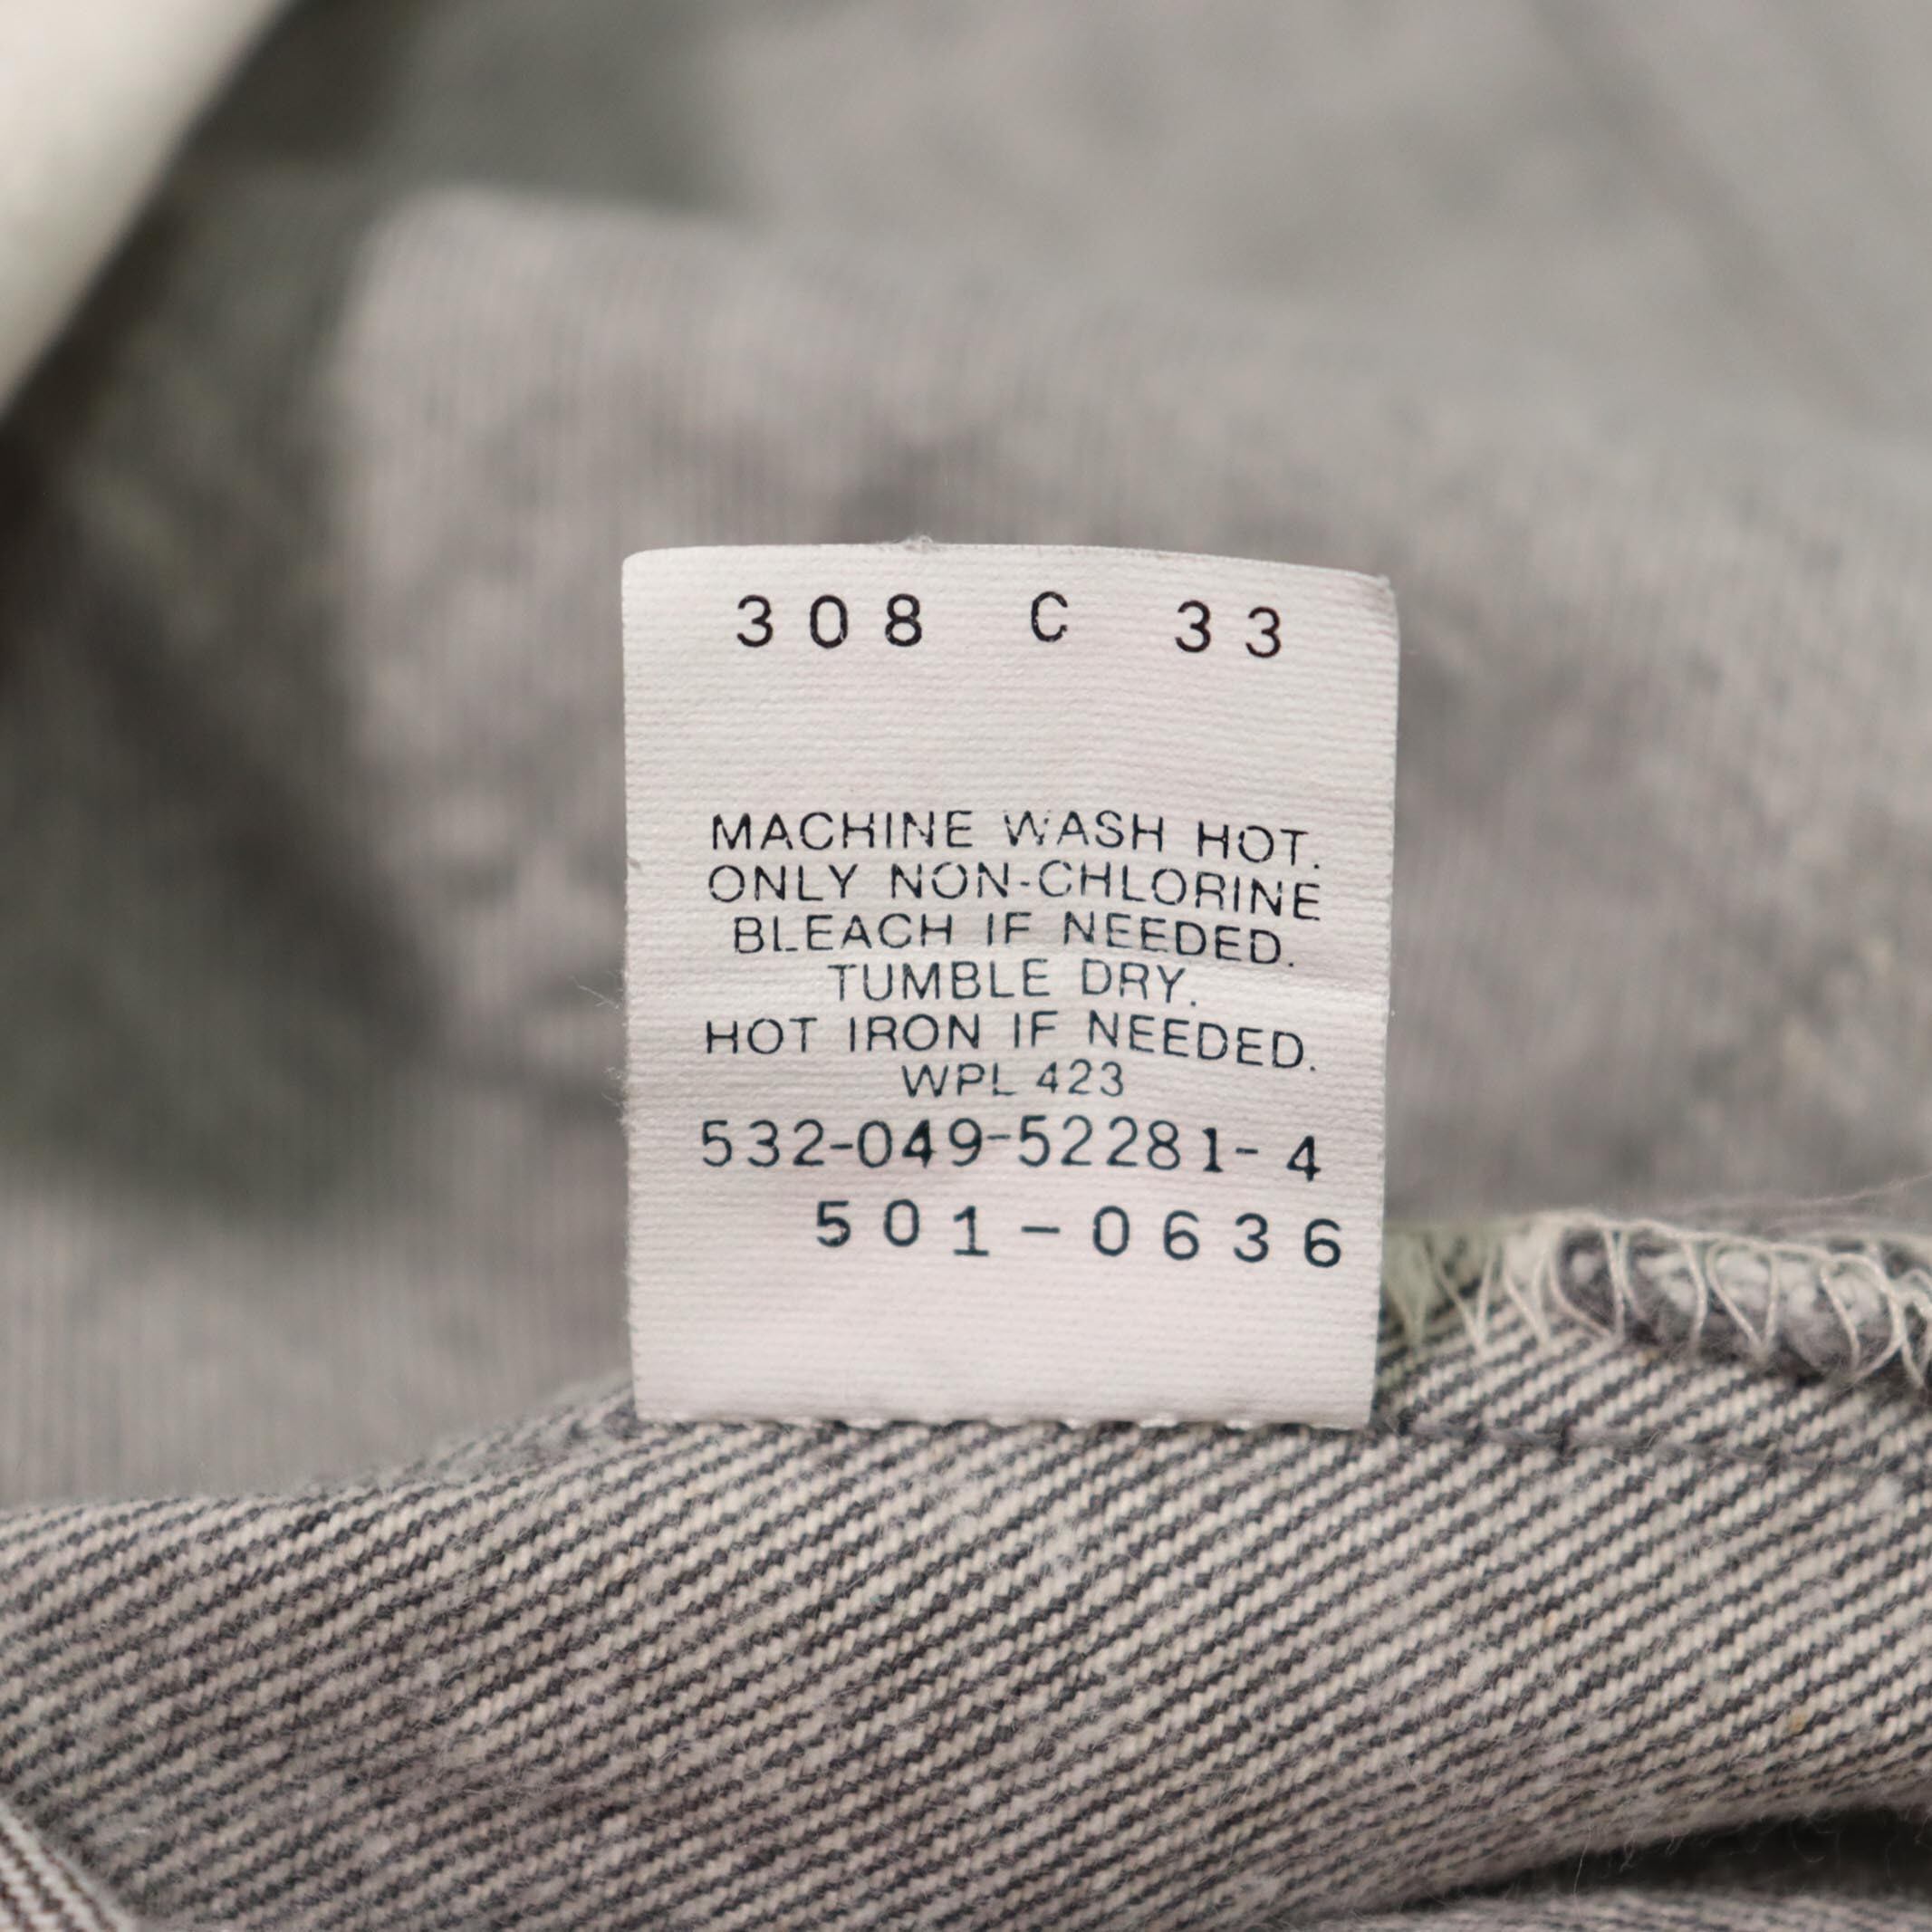 308 C 33
MACHINE WASH HOT.
ONLY NON-CHLORINE
BLEACH IF NEEDED.
TUMBLE DRY.
HOT IRON IF NEEDED.
WPL 423
532-049-52281-4
501-0636